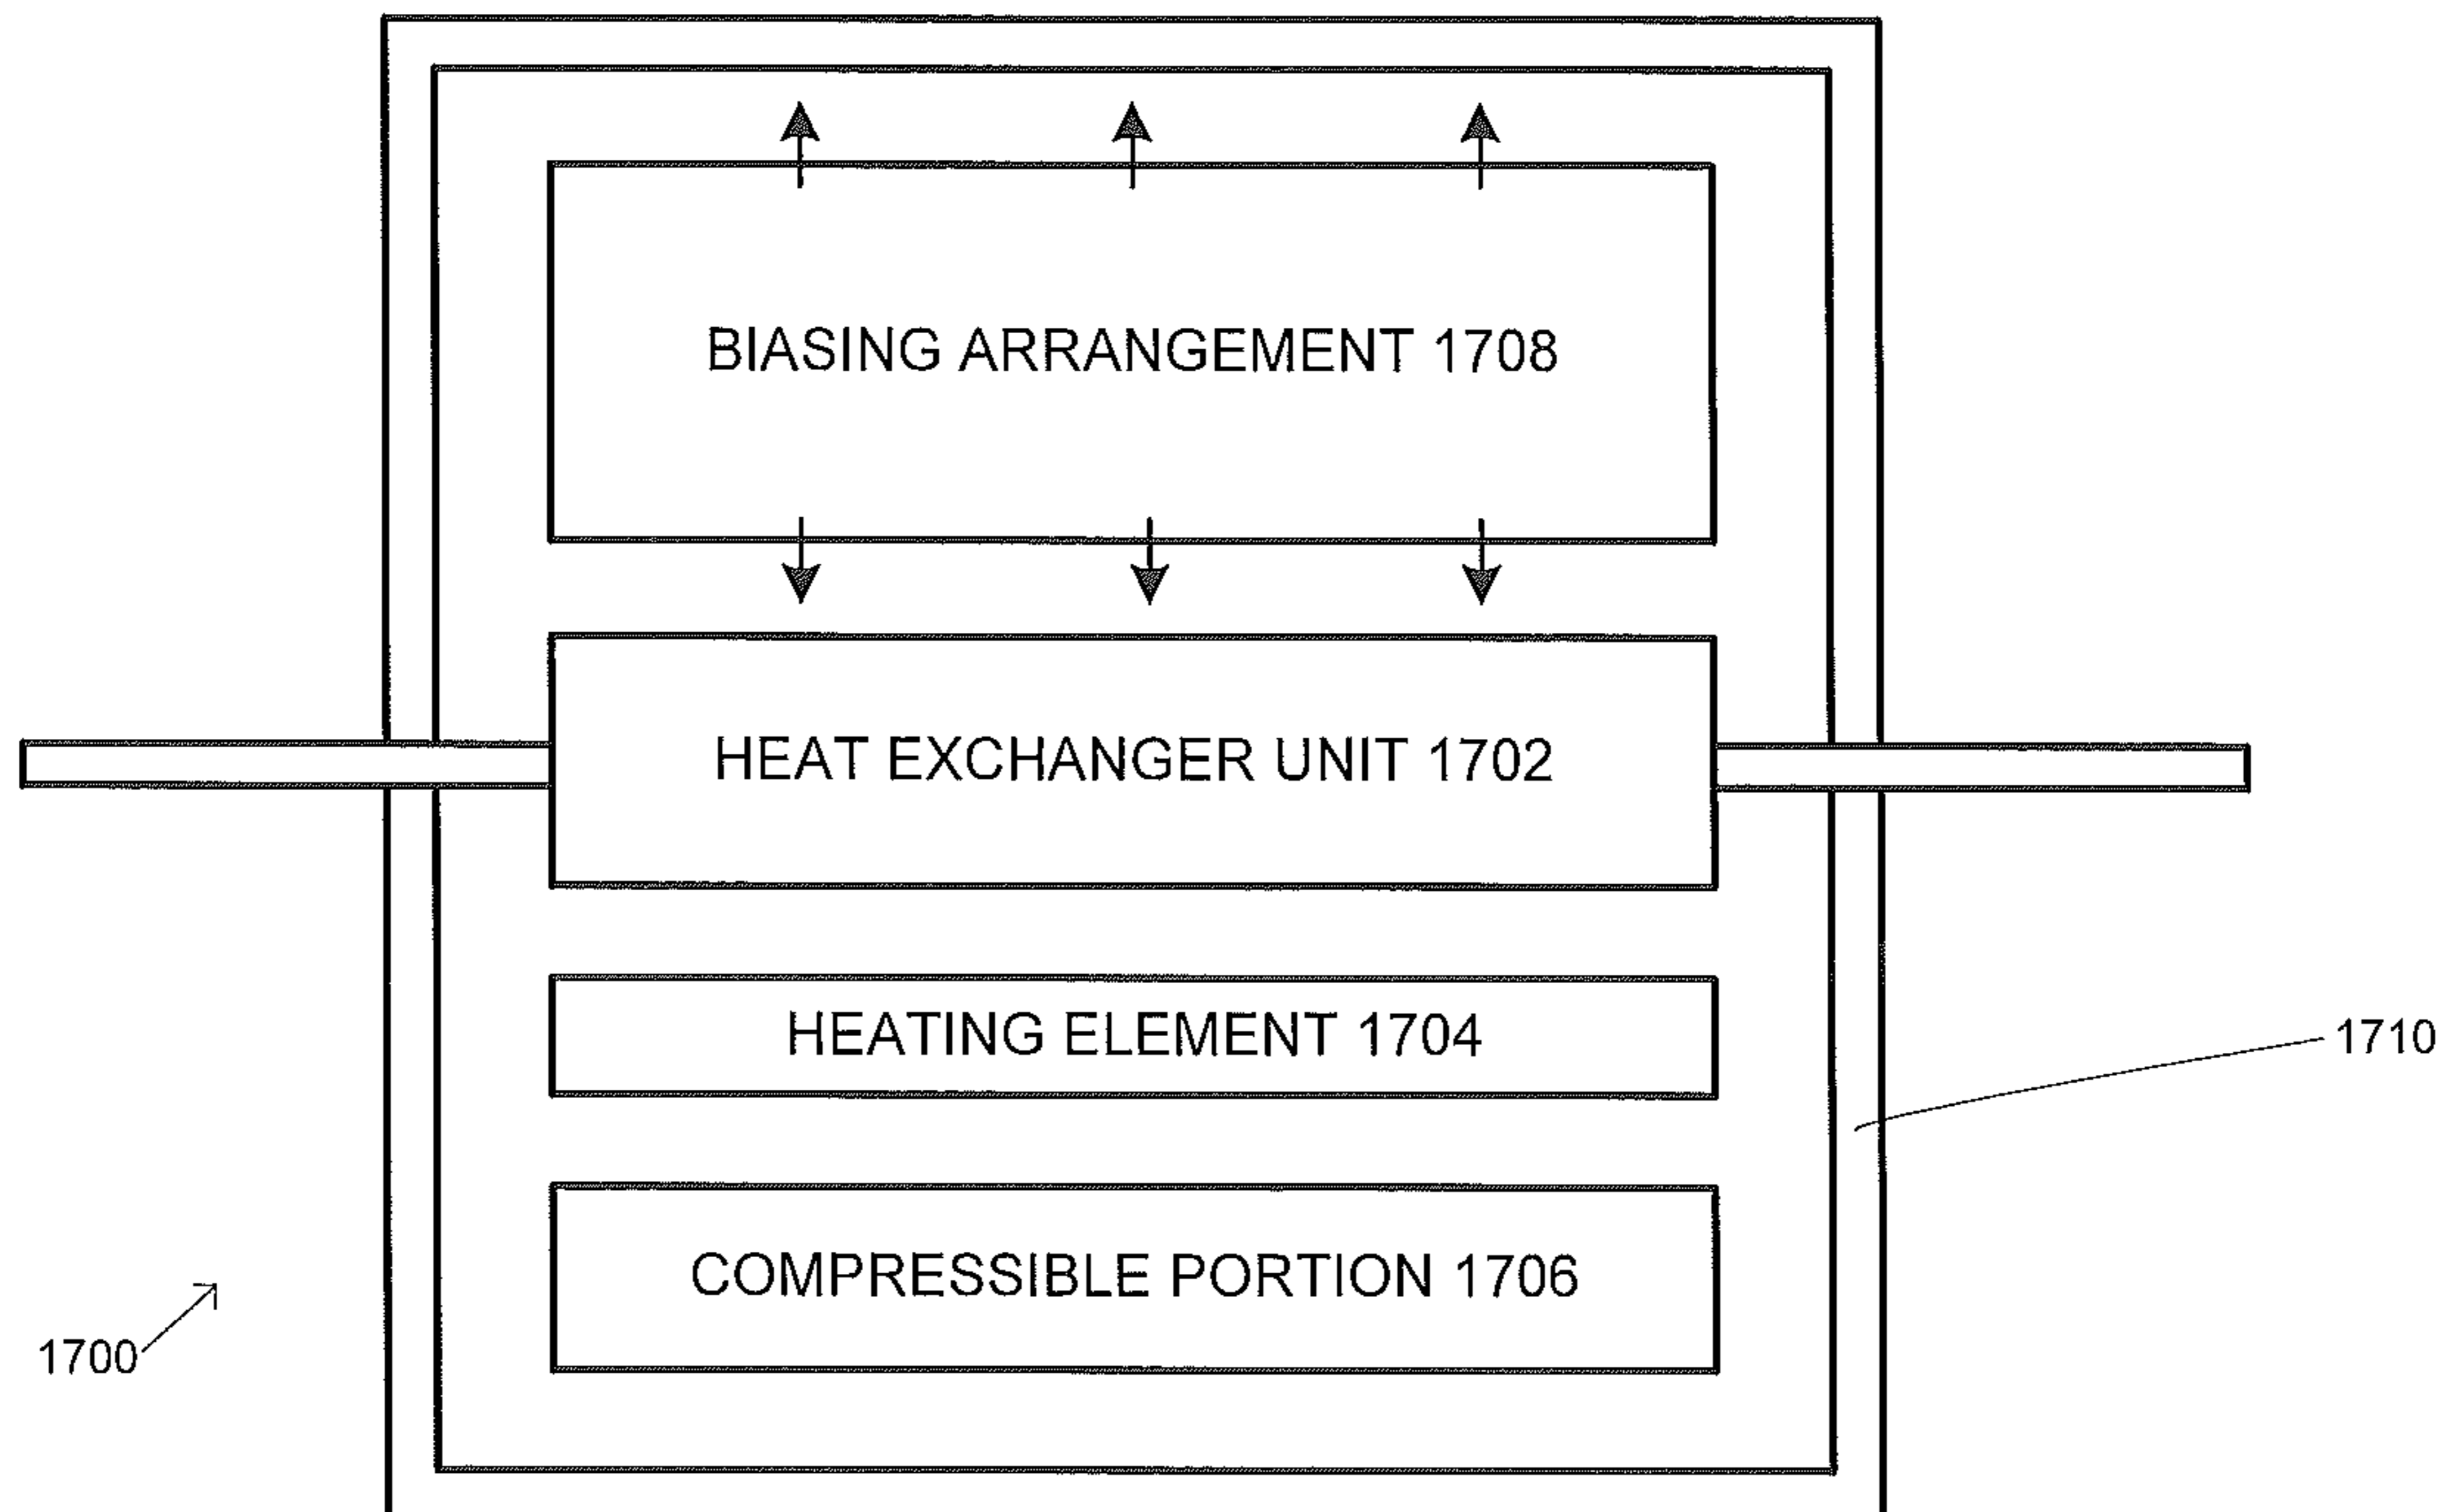 BIASING ARRANGEMENT 1708
HEAT EXCHANGER UNIT 1702
HEATING ELEMENT 1704
1710
COMPRESSIBLE PORTION 1706
1700